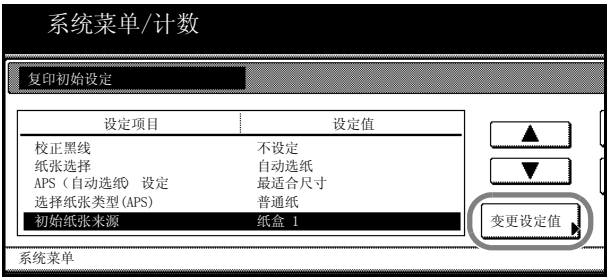 系统菜单/计数
复印初始设定
设定项目 设定值
校正黑线 不设定
纸张选择 自动选纸
APS（自动选纸） 设定 最适合尺寸
选择纸张类型(APS) 普通纸
初始纸张来源 纸盒 1
变更设定值
系统菜单